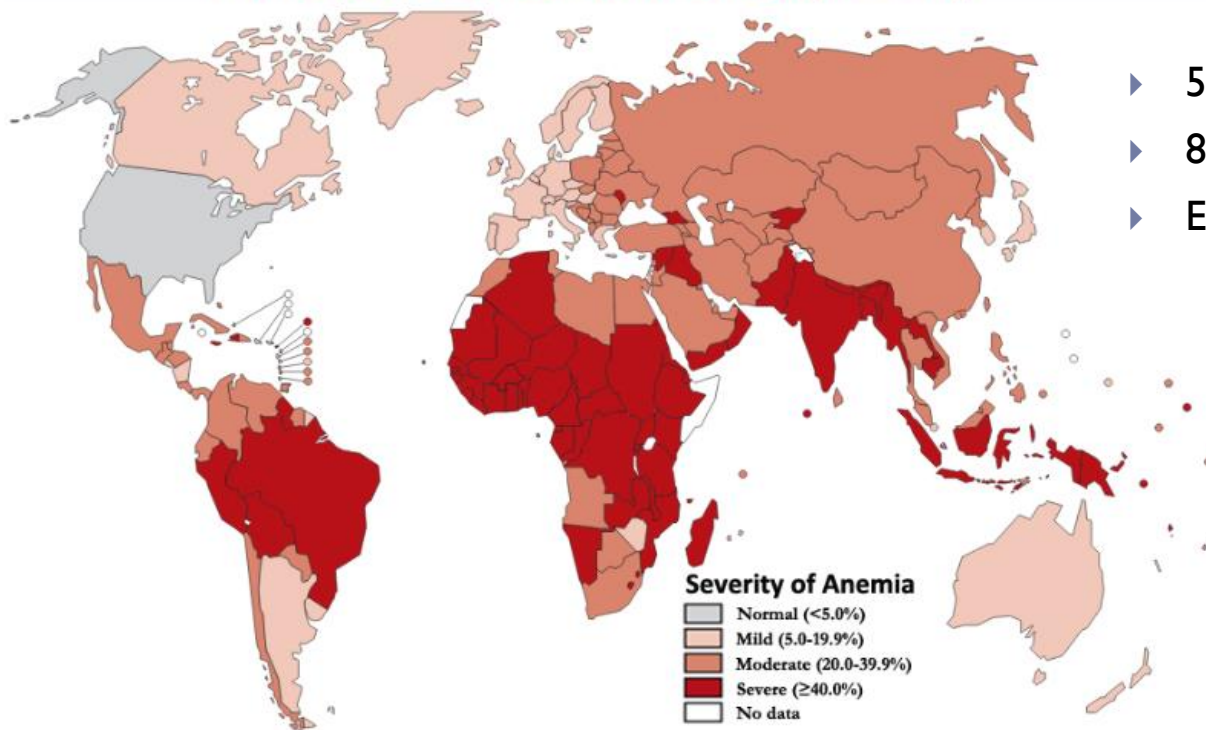 5
8
E
Severity of Anemia
Normal (<5.0%)
Mild (5.0-19.9%)
Moderate (20.0-39.9%)
Severe (≥40.0%)
No data